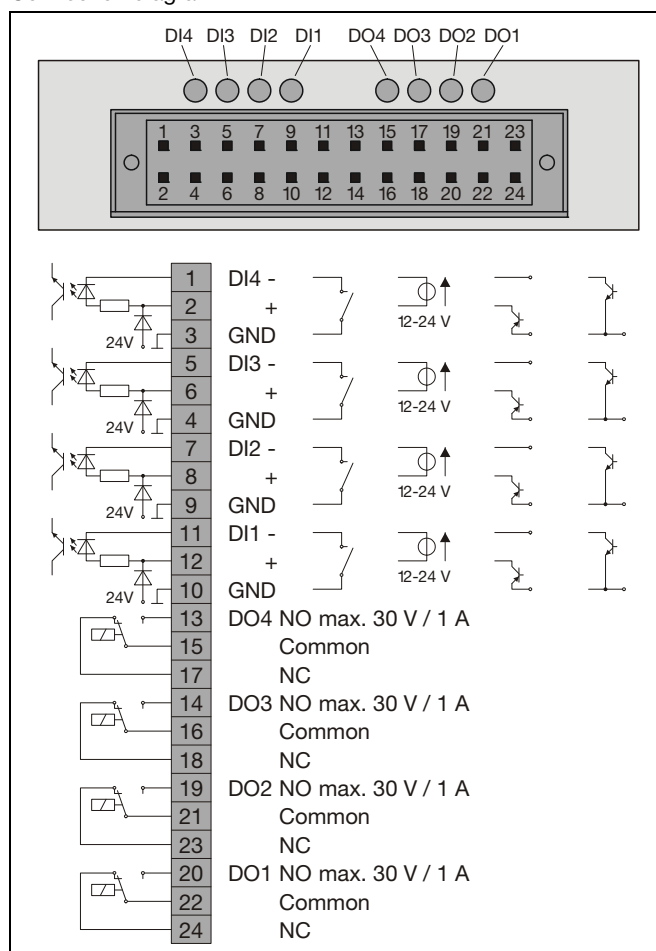 DI4 DI3 DI2 DI1 DO4 DO3 DO2 DO1
1 3 5 7 9 11 13 15 17 19 21 23
2 4 6 8 10 12 14 16 18 20 22 24
1 DI4 -
2 + 12-24 V
24V 3 GND
5 DI3 -
6 + 12-24 V
24V 4 GND
7 DI2 -
8 + 12-24 V
24V 9 GND
11 DI1 -
12 + 12-24 V
24V 10 GND
13 DO4 NO max. 30 V / 1 A
15 Common
17 NC
14 DO3 NO max. 30 V / 1 A
16 Common
18 NC
19 DO2 NO max. 30 V / 1 A
21 Common
23 NC
20 DO1 NO max. 30 V / 1 A
22 Common
24 NC